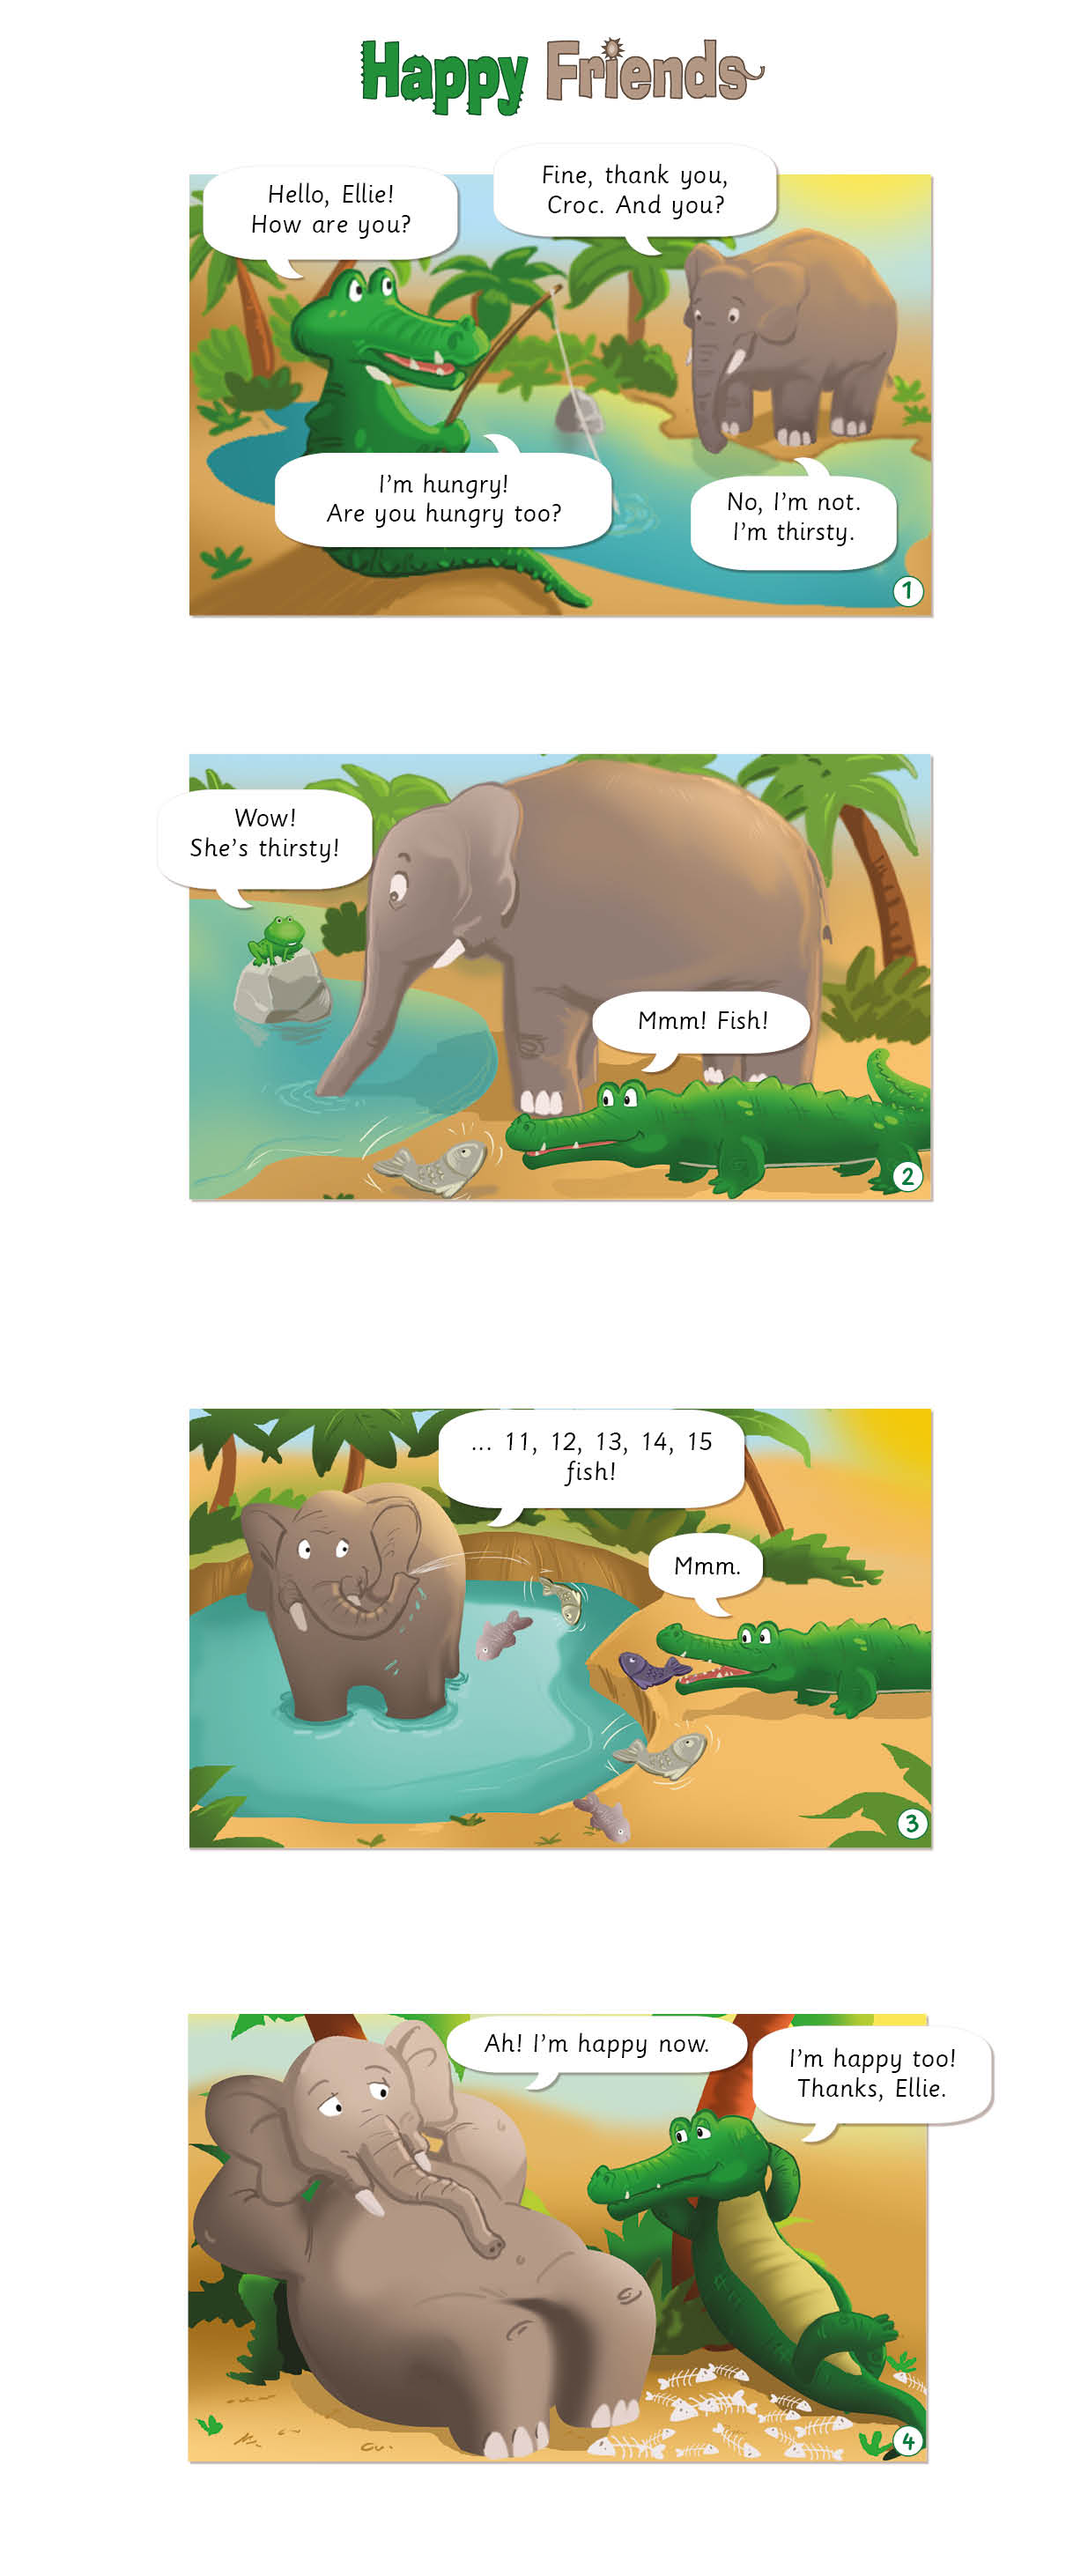 Happy Friends
Hello, Ellie!
How are you?
Fine, thank you,
Croc. And you?
I'm hungry!
Are you hungry too?
No, I'm not.
I'm thirsty.
1
Wow!
She's thirsty!
Mmm! Fish!
2
... 11, 12, 13, 14, 15
fish!
Mmm.
3
Ah! I'm happy now.
I'm happy too!
Thanks, Ellie.
4